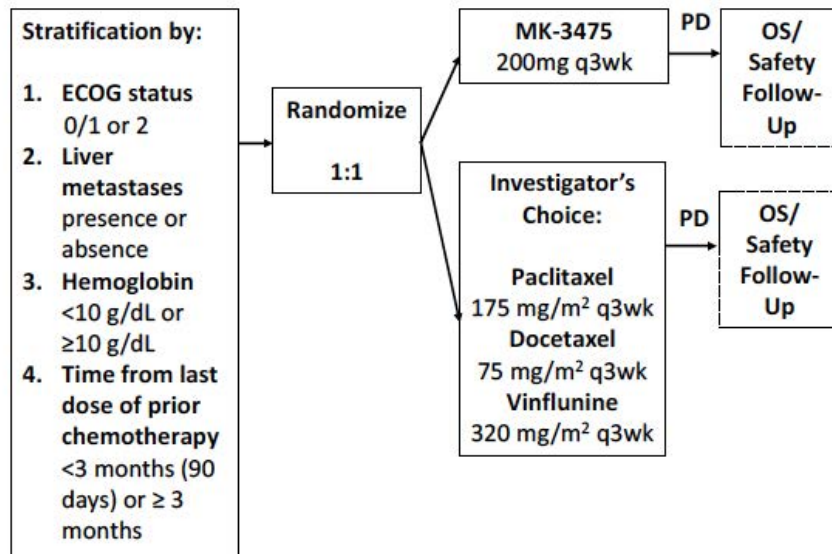 Stratification by:
1. ECOG status
0/1 or 2
2. Liver
metastases
presence or
absence
3. Hemoglobin
<10 g/dL or
≥10 g/dL
4. Time from last
dose of prior
chemotherapy
<3 months (90
days) or ≥ 3
months
Randomize
1:1
MK-3475
200mg q3wk
PD
OS/
Safety
Follow-
Up
Investigator’s
Choice:
Paclitaxel
175 mg/m² q3wk
Docetaxel
75 mg/m² q3wk
Vinflunine
320 mg/m² q3wk
PD
OS/
Safety
Follow-
Up